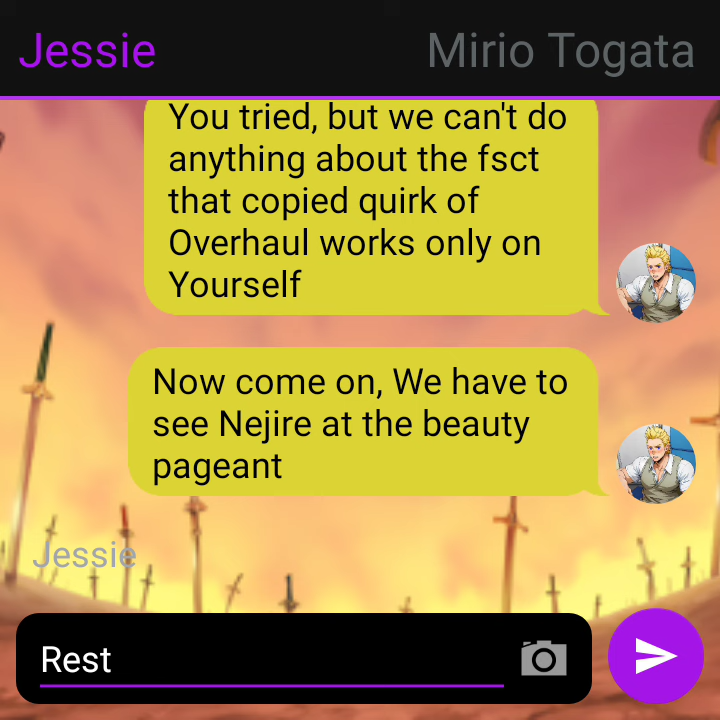 Jessie
Mirio Togata
You tried, but we can't do
anything about the fsct
that copied quirk of
Overhaul works only on
Yourself
Now come on, We have to
see Nejire at the beauty
pageant
Jessie
Rest